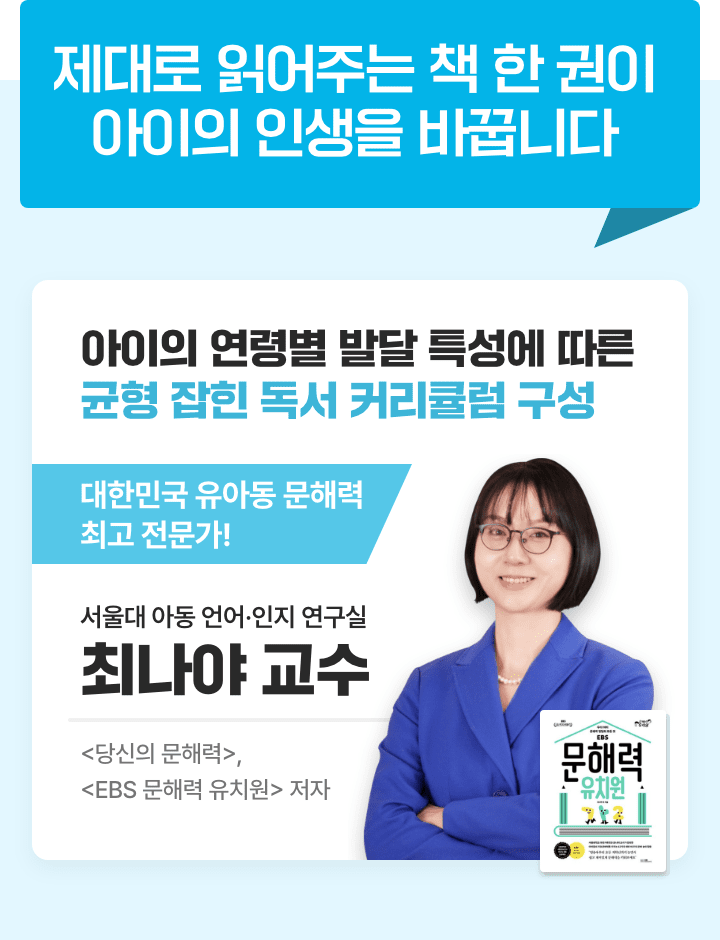 제대로 읽어주는 책 한 권이
아이의 인생을 바꿉니다
아이의 연령별 발달 특성에 따른
균형 잡힌 독서 커리큘럼 구성
대한민국 유아동 문해력
최고 전문가!
서울대 아동 언어·인지 연구실
최나야 교수
<당신의 문해력>,
<EBS 문해력 유치원> 저자
EBS
문해력
유치원